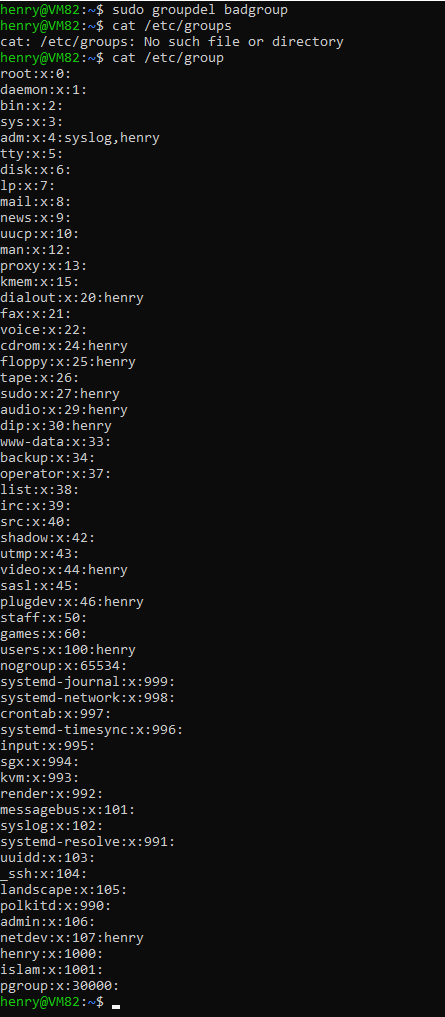 henry@VM82:~$ sudo groupdel badgroup
henry@VM82:~$ cat /etc/groups
cat: /etc/groups: No such file or directory
henry@VM82:~$ cat /etc/group
root:x:0:
daemon:x:1:
bin:x:2:
sys:x:3:
adm:x:4:syslog,henry
tty:x:5:
disk:x:6:
lp:x:7:
mail:x:8:
news:x:9:
uucp:x:10:
man:x:12:
proxy:x:13:
kmem:x:15:
dialout:x:20:henry
fax:x:21:
voice:x:22:
cdrom:x:24:henry
floppy:x:25:henry
tape:x:26:
sudo:x:27:henry
audio:x:29:henry
dip:x:30:henry
www-data:x:33:
backup:x:34:
operator:x:37:
list:x:38:
irc:x:39:
src:x:40:
shadow:x:42:
utmp:x:43:
video:x:44:henry
sasl:x:45:
plugdev:x:46:henry
staff:x:50:
games:x:60:
users:x:100:henry
nogroup:x:65534:
systemd-journal:x:999:
systemd-network:x:998:
crontab:x:997:
systemd-timesync:x:996:
input:x:995:
sgx:x:994:
kvm:x:993:
render:x:992:
messagebus:x:101:
syslog:x:102:
systemd-resolve:x:991:
uuidd:x:103:
_ssh:x:104:
landscape:x:105:
polkitd:x:990:
admin:x:106:
netdev:x:107:henry
henry:x:1000:
islam:x:1001:
pgroup:x:30000:
henry@VM82:~$